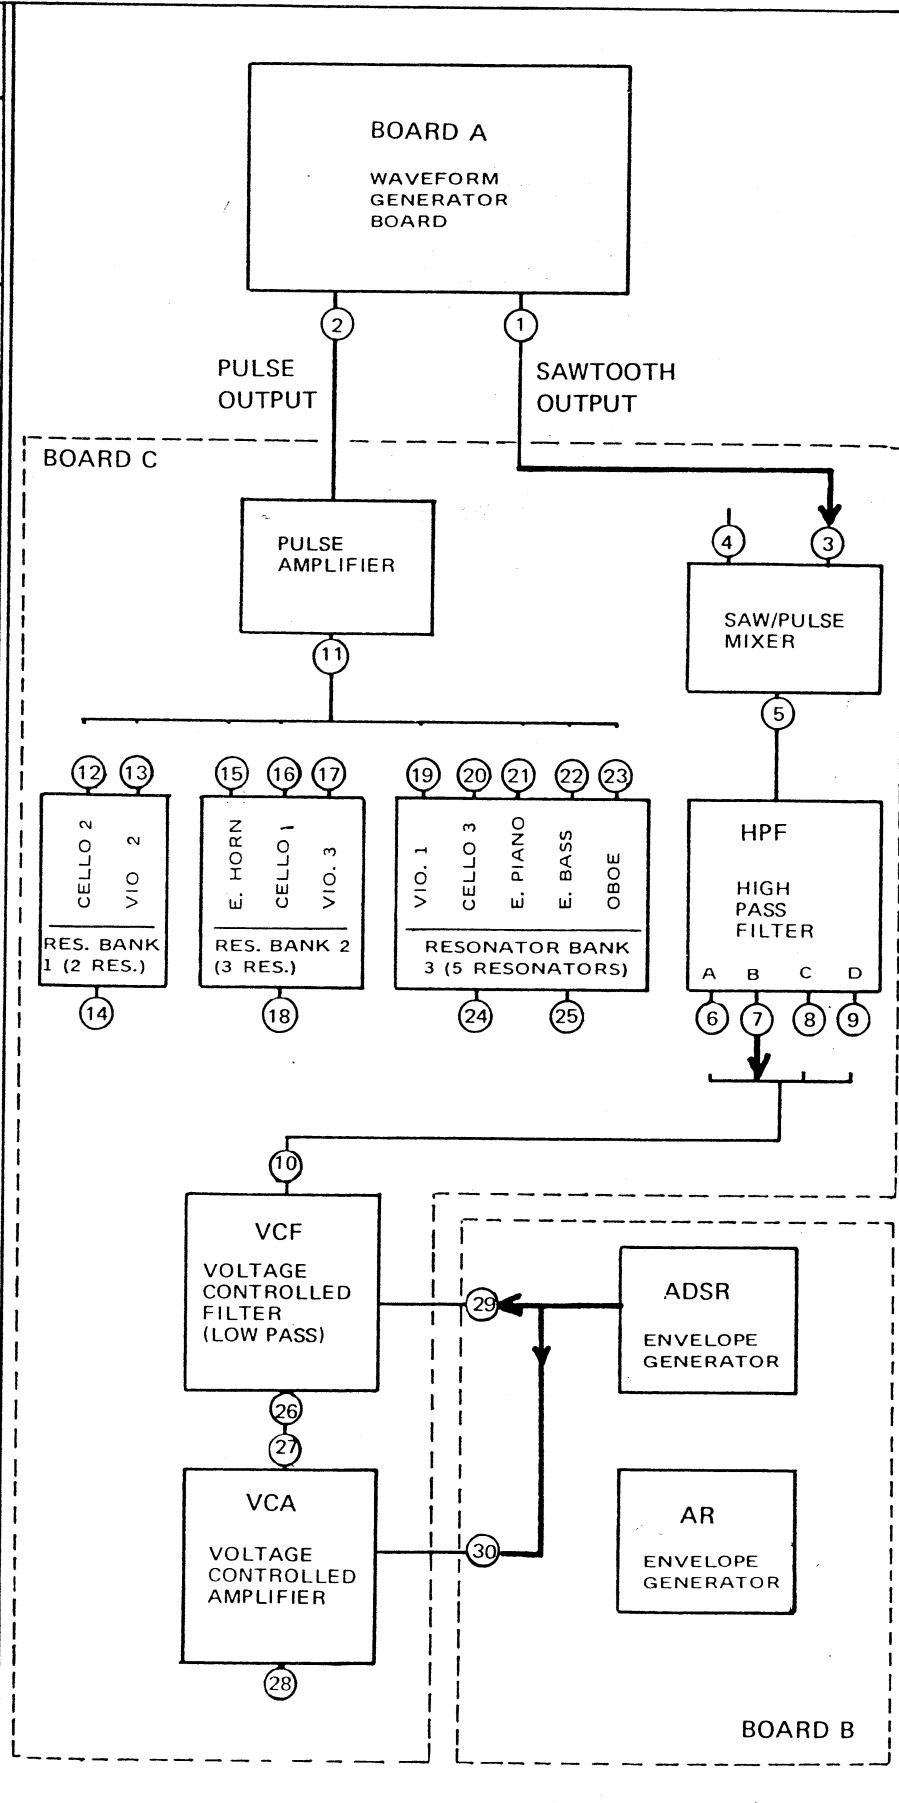 BOARD A
WAVEFORM
GENERATOR
BOARD
2
1
PULSE
OUTPUT
SAWTOOTH
OUTPUT
BOARD C
PULSE
AMPLIFIER
4
3
SAW/PULSE
MIXER
11
5
12
13
15
16
17
19
20
21
22
23
CELLO 2
VIO 2
E. HORN
CELLO 1
VIO. 3
VIO. 1
CELLO 3
E. PIANO
E. BASS
OBOE
RES. BANK
1 (2 RES.)
RES. BANK 2
(3 RES.)
RESONATOR BANK
3 (5 RESONATORS)
14
18
24
25
HPF
HIGH
PASS
FILTER
A B C D
6
7
8
9
10
VCF
VOLTAGE
CONTROLLED
FILTER
(LOW PASS)
29
ADSR
ENVELOPE
GENERATOR
26
27
VCA
VOLTAGE
CONTROLLED
AMPLIFIER
30
AR
ENVELOPE
GENERATOR
28
BOARD B